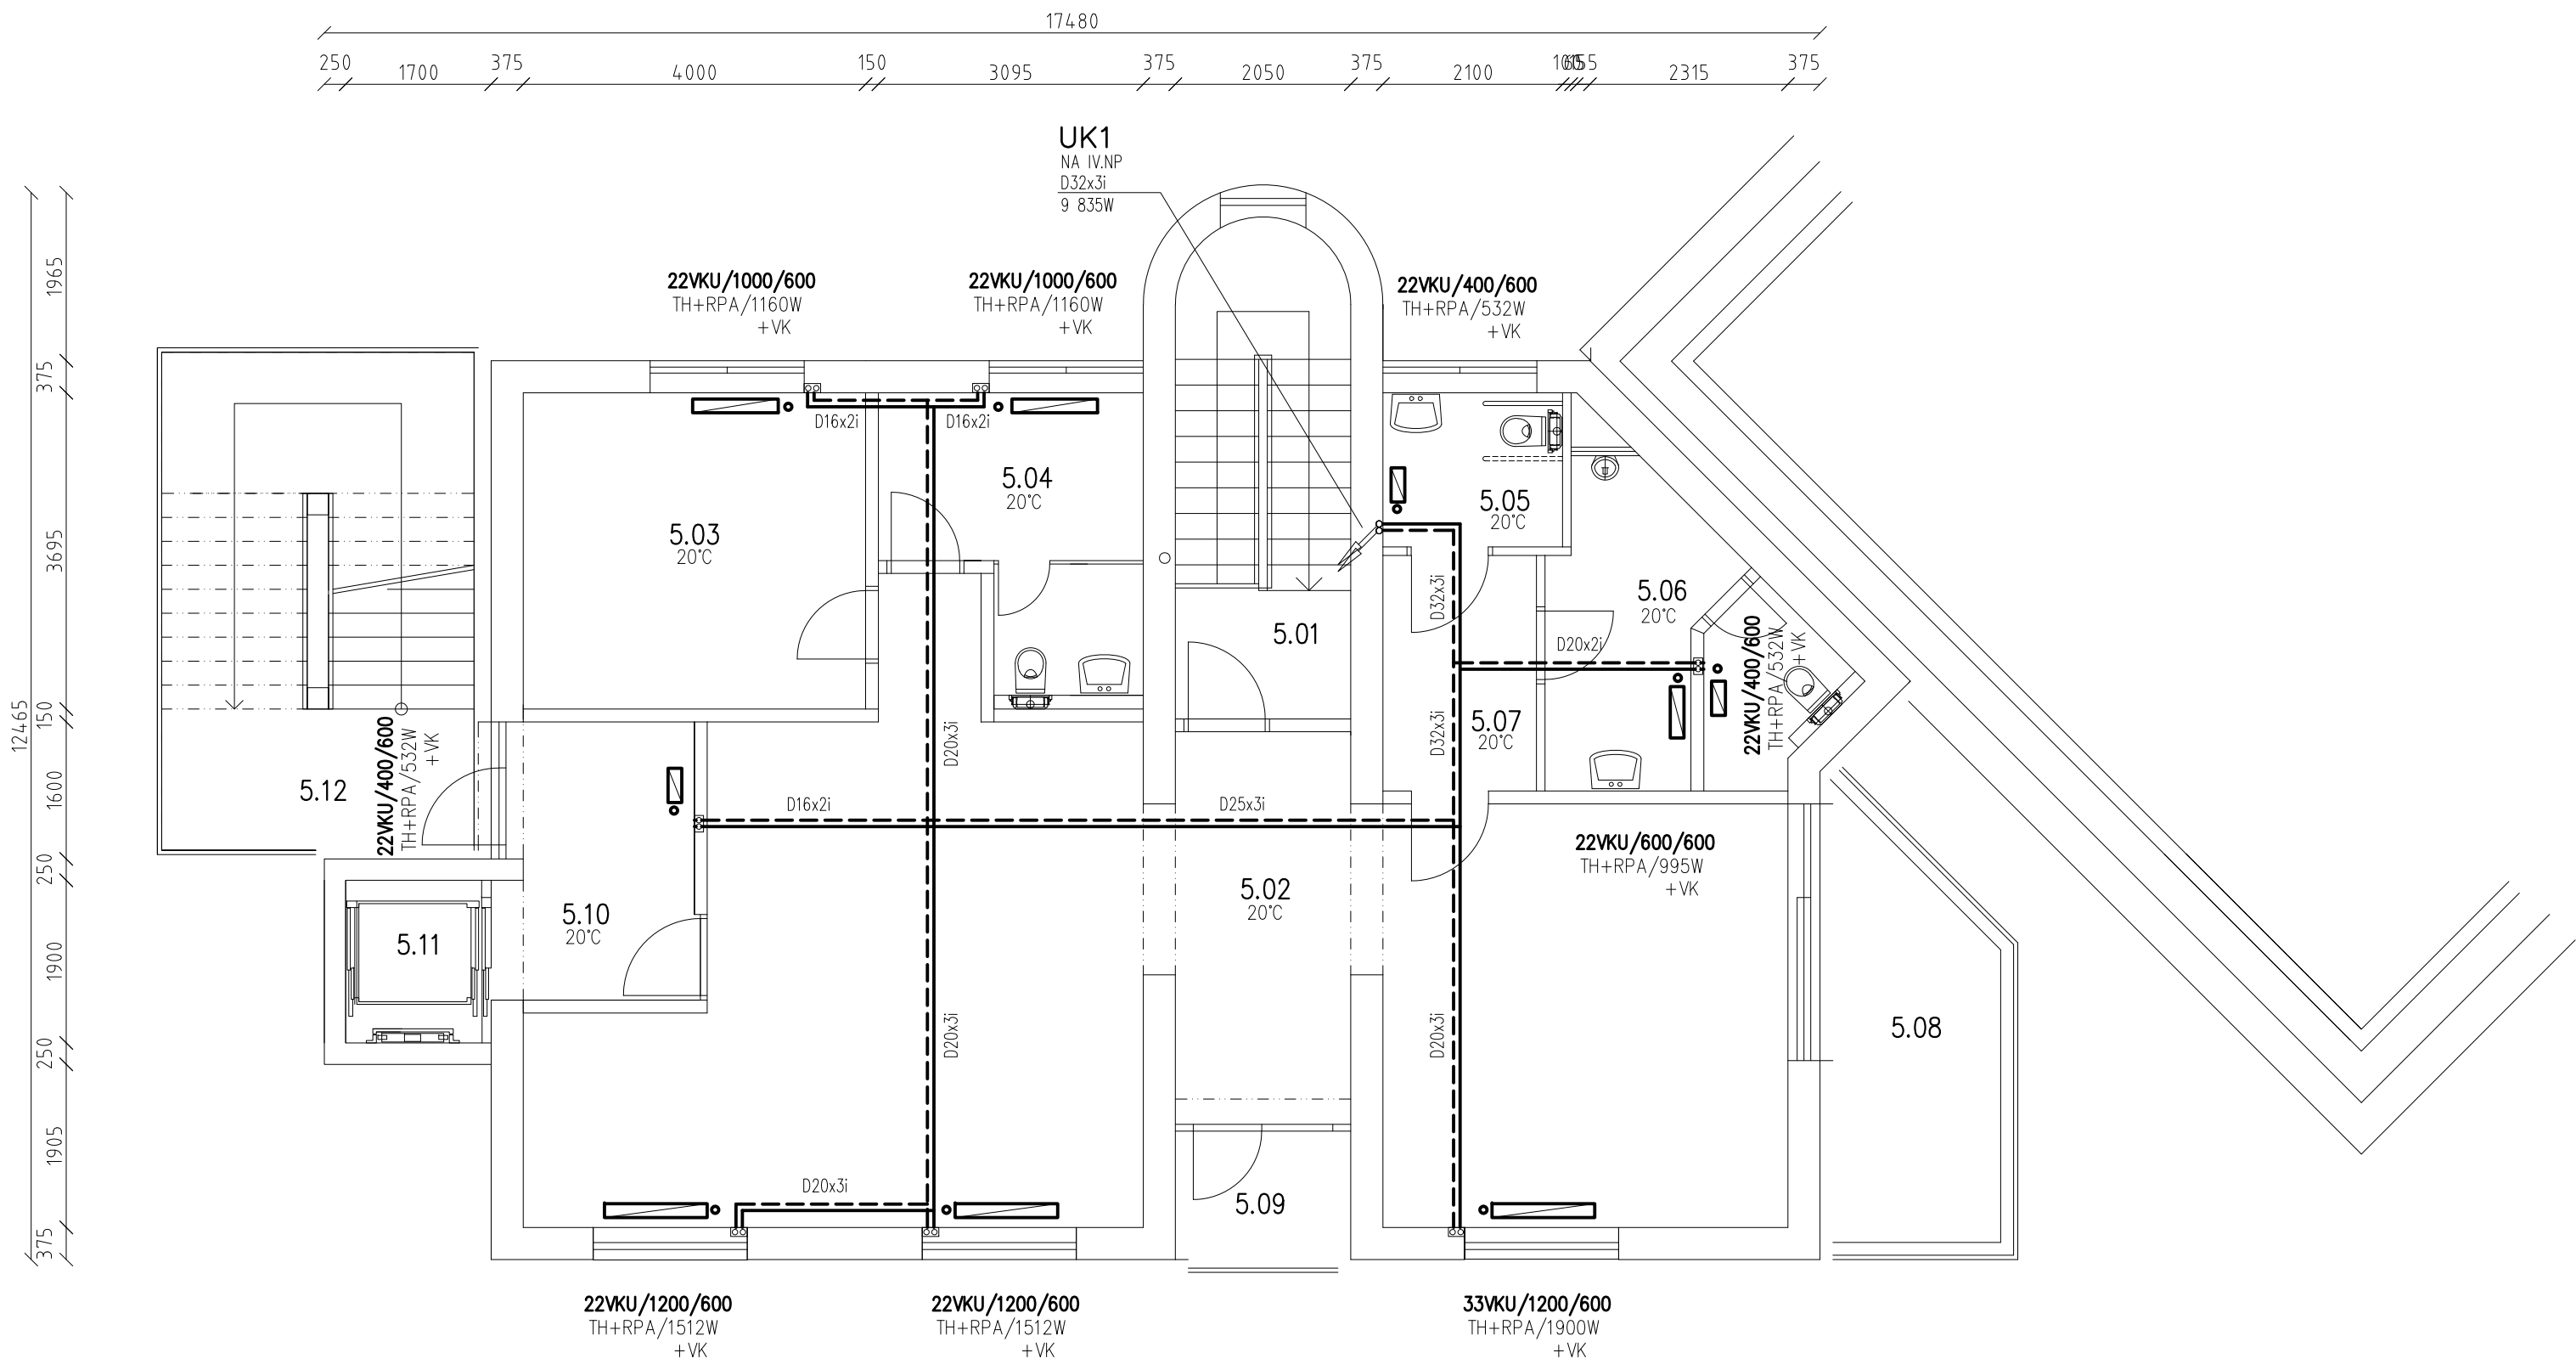 17480
250
1700
375
4000
150
3095
375
2050
375
2100
2315
375
UK1
NA IV.NP
D32x3i
9 835W
12465
1965
375
3695
150
1600
250
1900
250
1905
375
22VKU/1000/600
TH+RPA/1160W
+VK
22VKU/1000/600
TH+RPA/1160W
+VK
22VKU/400/600
TH+RPA/532W
+VK
D16x2i
D16x2i
5.03
20°C
5.04
20°C
5.05
20°C
5.01
5.06
20°C
D32x3i
D20x2i
22VKU/400/600
TH+RPA/532W
+VK
5.07
20°C
D32x3i
D20x3i
5.12
22VKU/400/600
TH+RPA/532W
+VK
D16x2i
D25x3i
22VKU/600/600
TH+RPA/995W
+VK
5.02
20°C
5.10
20°C
5.11
D20x3i
D20x3i
5.08
D20x3i
5.09
22VKU/1200/600
TH+RPA/1512W
+VK
22VKU/1200/600
TH+RPA/1512W
+VK
33VKU/1200/600
TH+RPA/1900W
+VK